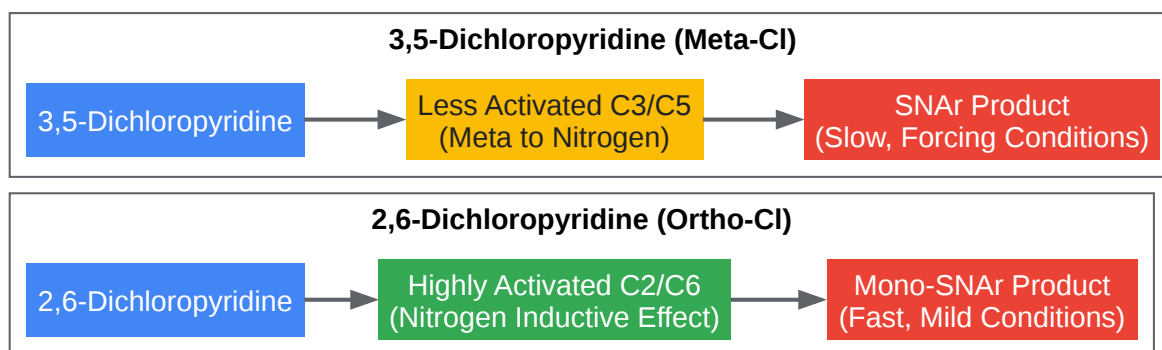 3,5-Dichloropyridine (Meta-Cl)
3,5-Dichloropyridine
Less Activated C3/C5
(Meta to Nitrogen)
SNAr Product
(Slow, Forcing Conditions)
2,6-Dichloropyridine (Ortho-Cl)
2,6-Dichloropyridine
Highly Activated C2/C6
(Nitrogen Inductive Effect)
Mono-SNAr Product
(Fast, Mild Conditions)